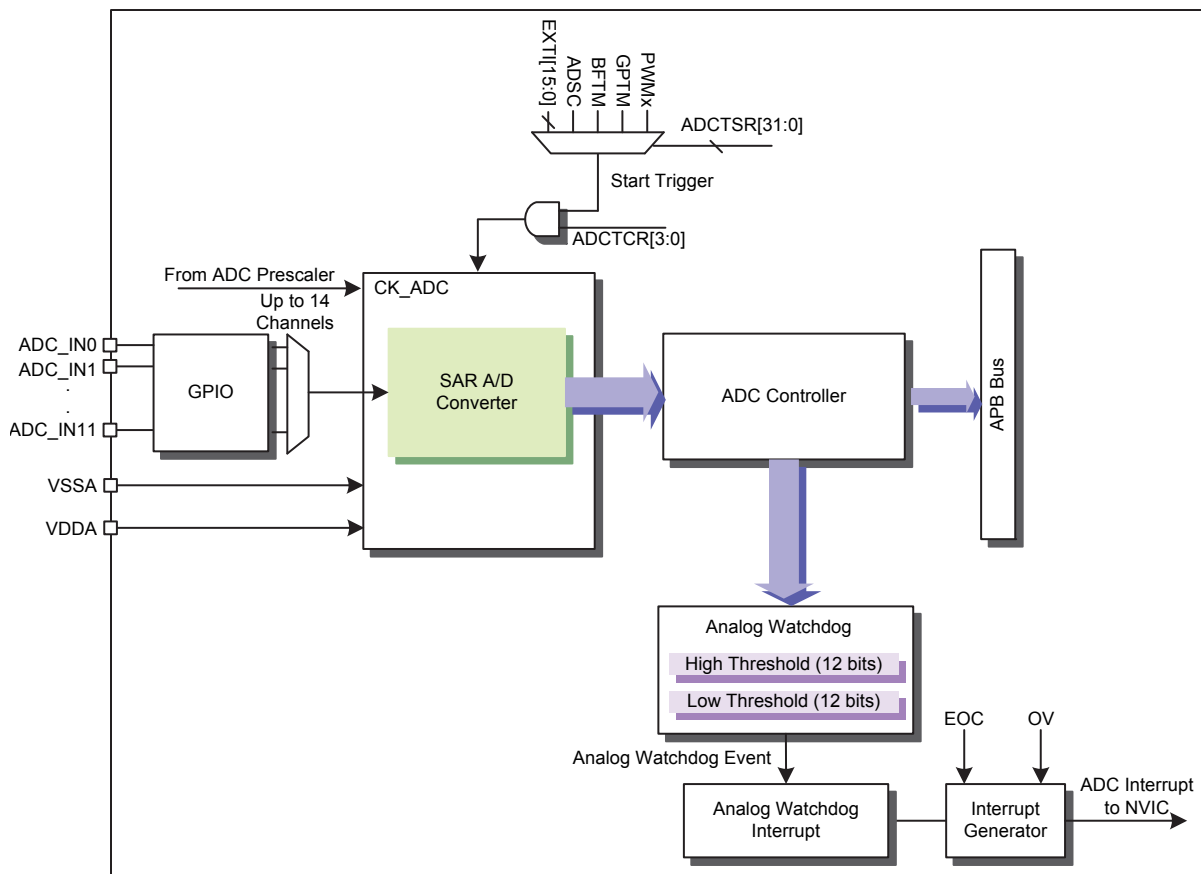 EXTI[15:0]
ADSC
BFTM
GPTM
PWMx
ADCTSR[31:0]
Start Trigger
ADCTCR[3:0]
From ADC Prescaler
CK_ADC
Up to 14
Channels
ADC_IN0
ADC_IN1
.
.
ADC_IN11
GPIO
SAR A/D
Converter
ADC Controller
APB Bus
VSSA
VDDA
Analog Watchdog
High Threshold (12 bits)
Low Threshold (12 bits)
Analog Watchdog Event
EOC
OV
Analog Watchdog
Interrupt
Interrupt
Generator
ADC Interrupt
to NVIC